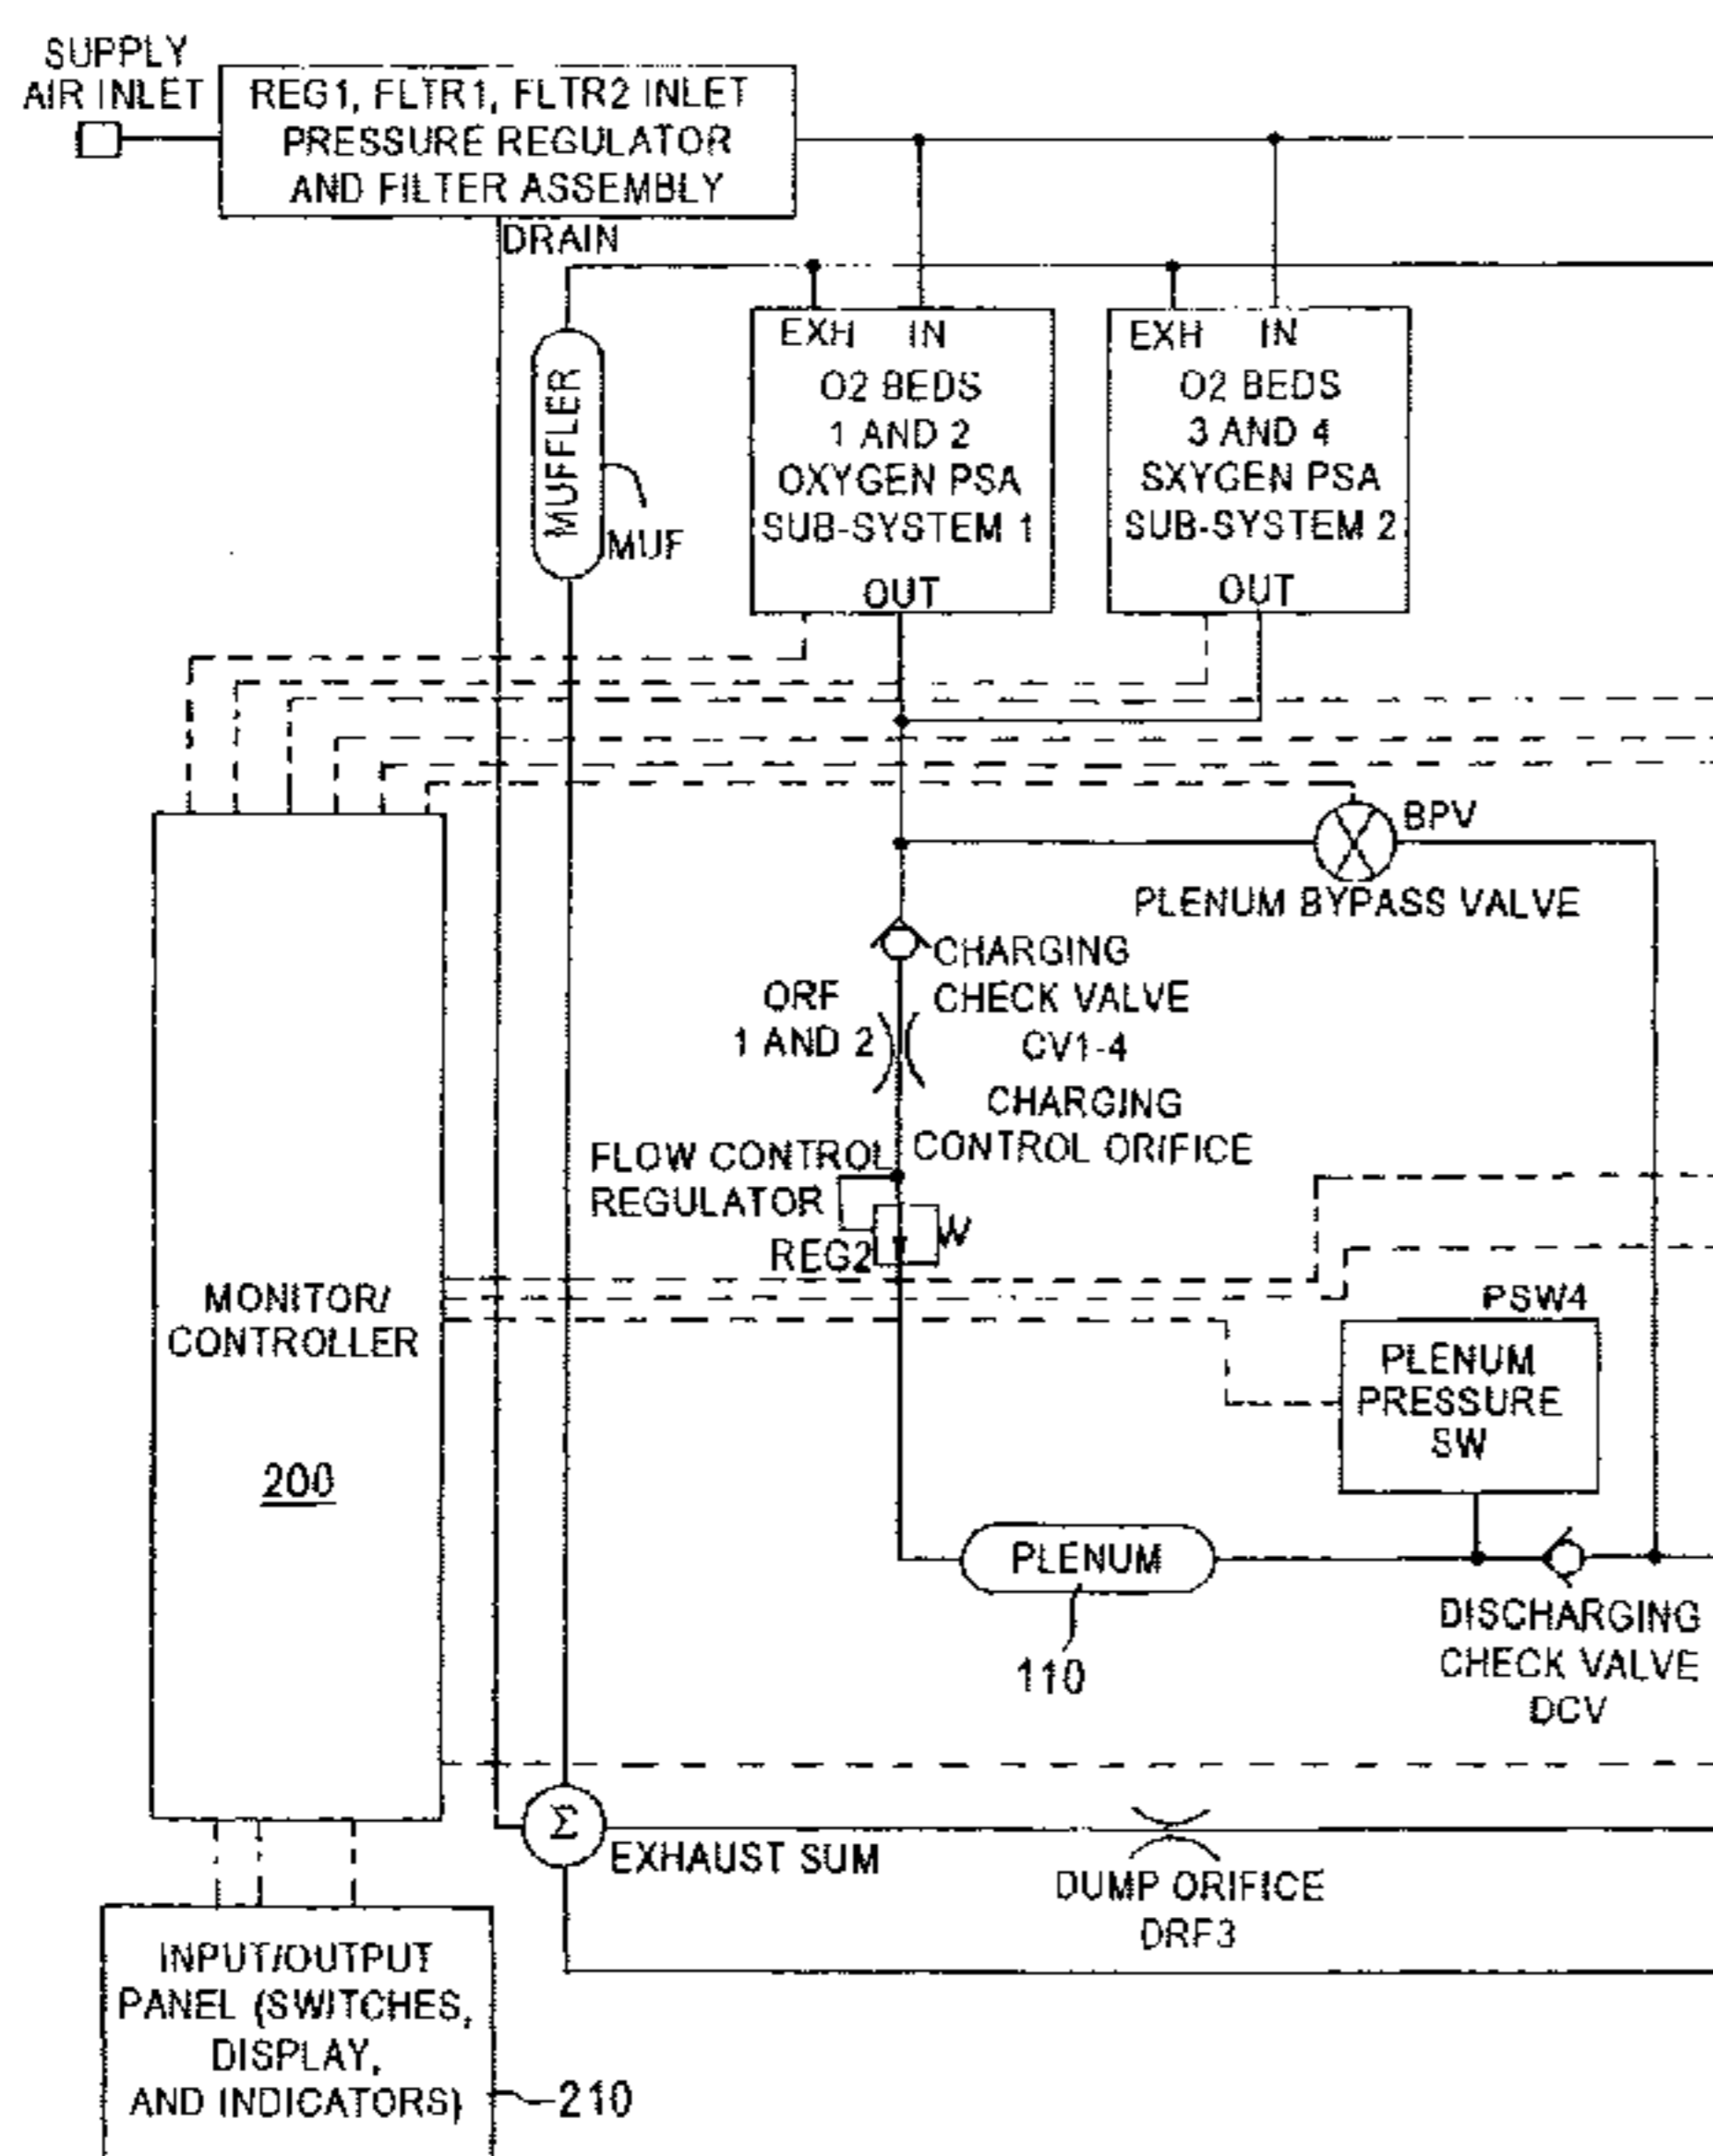 SUPPLY
AIR INLET
REG1, FLTR1, FLTR2 INLET
PRESSURE REGULATOR
AND FILTER ASSEMBLY
DRAIN
MUFFLER
MUF
EXH IN
O2 BEDS
1 AND 2
OXYGEN PSA
SUB-SYSTEM 1
OUT
EXH IN
O2 BEDS
3 AND 4
SXYGEN PSA
SUB-SYSTEM 2
OUT
BPV
PLENUM BYPASS VALVE
CHARGING
CHECK VALVE
CV1-4
ORF
1 AND 2
CHARGING
CONTROL ORIFICE
FLOW CONTROL
REGULATOR
REG2
W
MONITOR/
CONTROLLER
200
PSW4
PLENUM
PRESSURE
SW
PLENUM
110
DISCHARGING
CHECK VALVE
DCV
Σ
EXHAUST SUM
DUMP ORIFICE
DRF3
INPUT/OUTPUT
PANEL (SWITCHES,
DISPLAY,
AND INDICATORS)
210